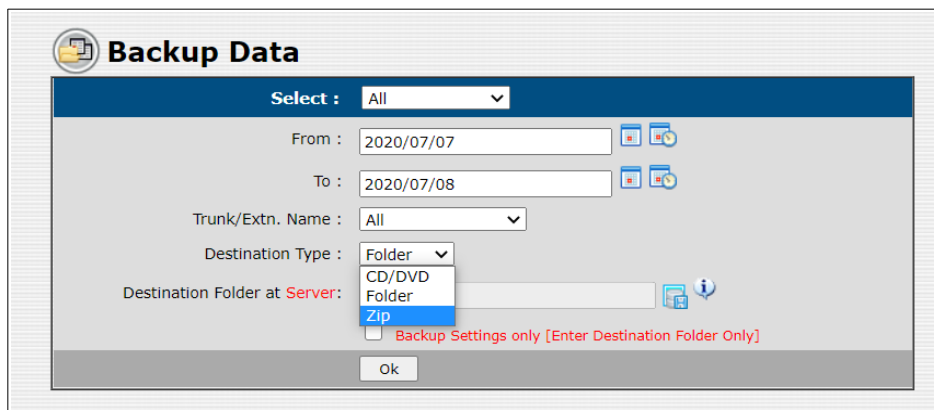 Backup Data
Select : All
From : 2020/07/07
To : 2020/07/08
Trunk/Extn. Name : All
Destination Type : Folder
CD/DVD
Destination Folder at Server: Folder
Zip
Backup Settings only [Enter Destination Folder Only]
Ok